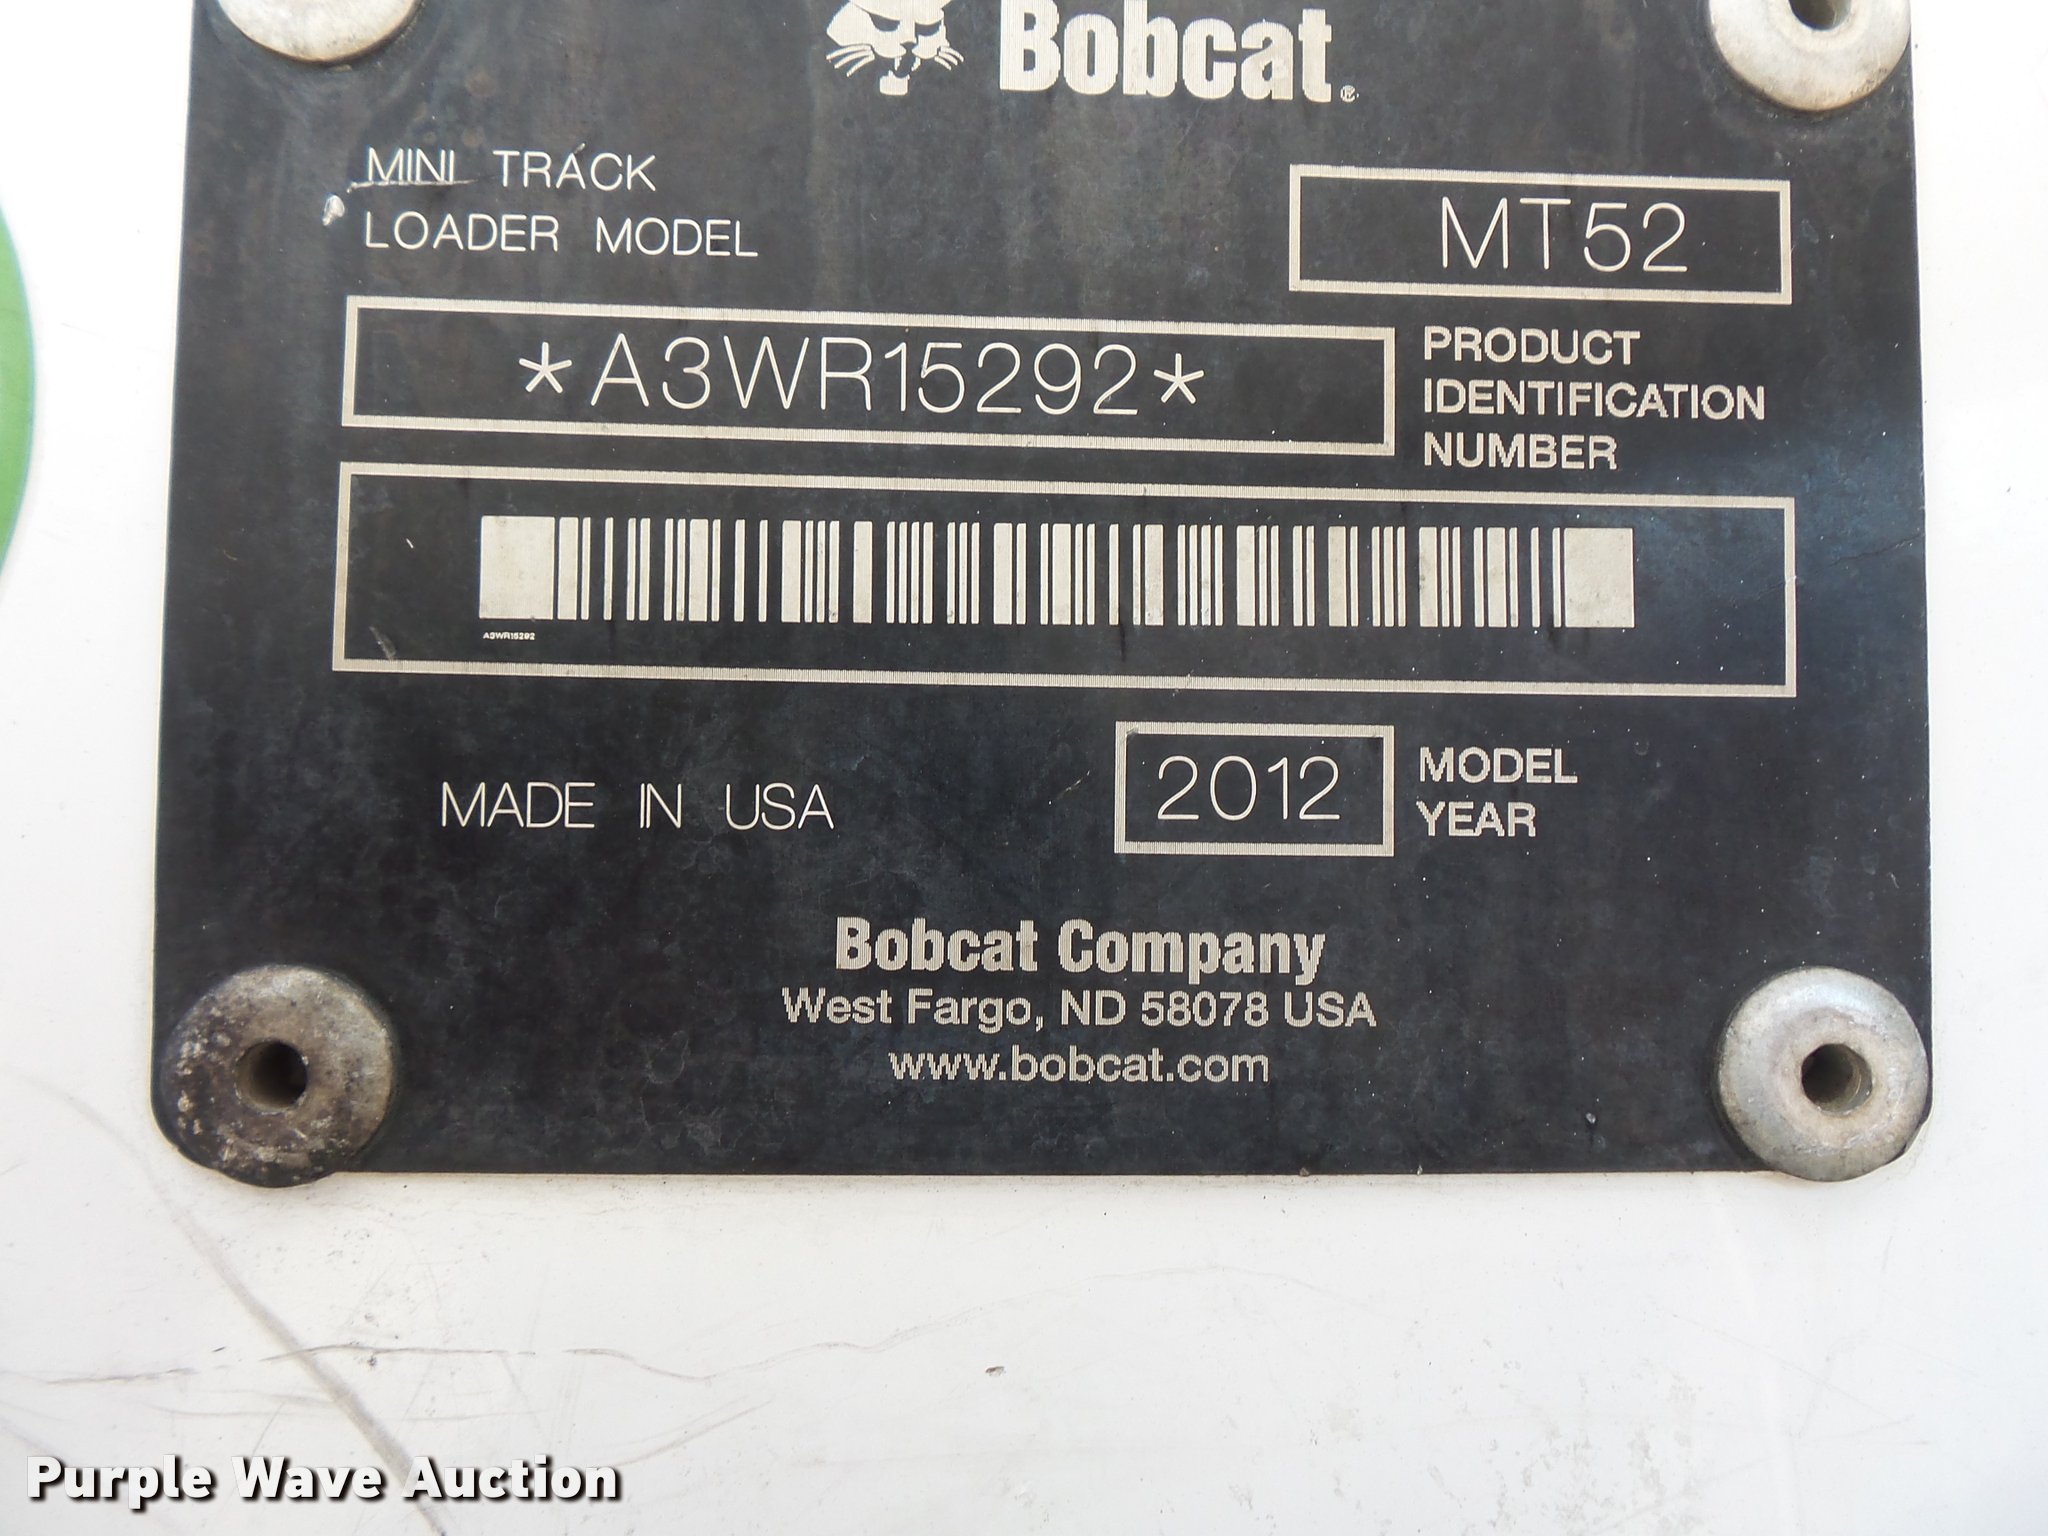 Bobcat®
MINI TRACK
LOADER MODEL
MT52
*A3WR15292*
PRODUCT
IDENTIFICATION
NUMBER
A3WR15292
MADE IN USA
2012
MODEL
YEAR
Bobcat Company
West Fargo, ND 58078 USA
www.bobcat.com
Purple Wave Auction